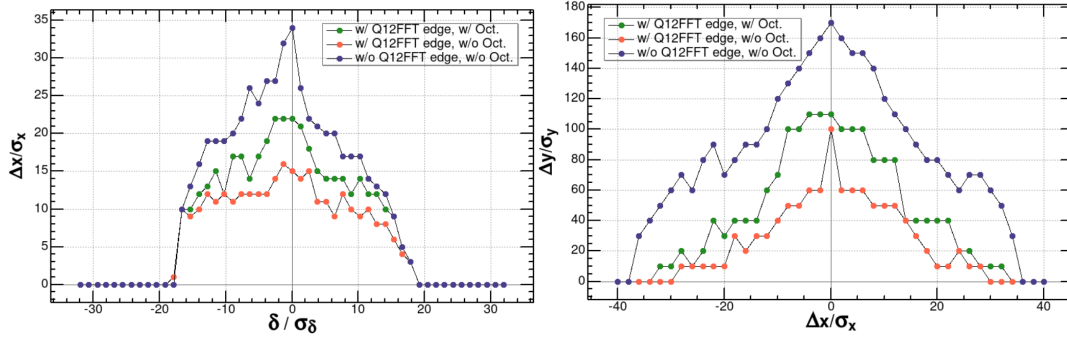 35
30
25
20
15
10
5
0
Δx/σx
w/ Q12FFT edge, w/ Oct.
w/ Q12FFT edge, w/o Oct.
w/o Q12FFT edge, w/o Oct.
-30 -20 -10 0 10 20 30
δ / σδ
180
160
140
120
100
80
60
40
20
0
Δy/σy
w/ Q12FFT edge, w/ Oct.
w/ Q12FFT edge, w/o Oct.
w/o Q12FFT edge, w/o Oct.
-40 -20 0 20 40
Δx/σx